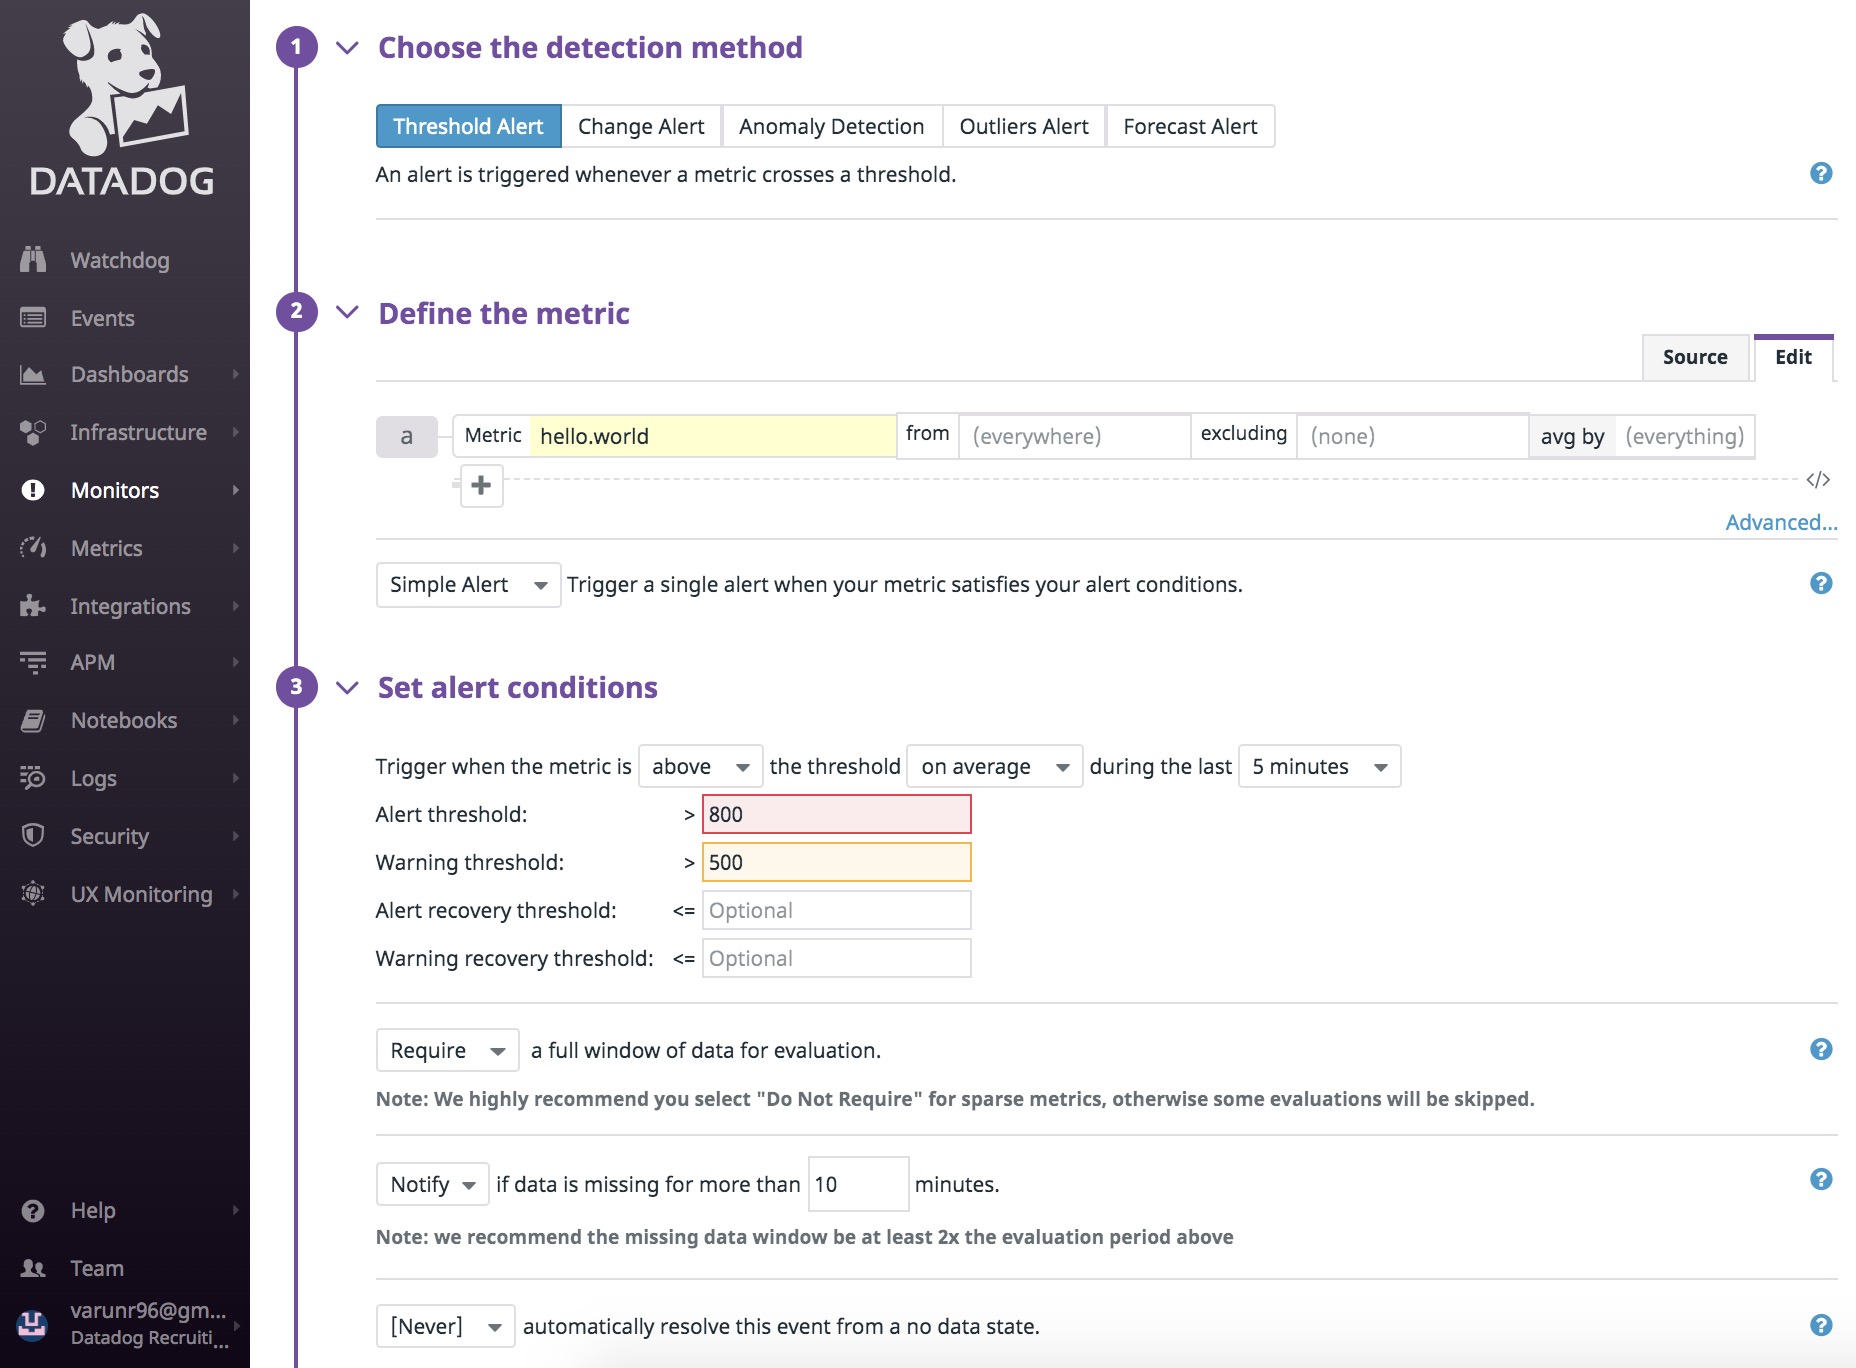 DATADOG
Watchdog
Events
Dashboards
Infrastructure
Monitors
Metrics
Integrations
APM
Notebooks
Logs
Security
UX Monitoring
Help
Team
varunr96@gm...
Datadog Recruiti...
1 Choose the detection method
Threshold Alert Change Alert Anomaly Detection Outliers Alert Forecast Alert
An alert is triggered whenever a metric crosses a threshold. ?
2 Define the metric
Source Edit
a Metric hello.world from (everywhere) excluding (none) avg by (everything)
+ </>
Advanced...
Simple Alert Trigger a single alert when your metric satisfies your alert conditions. ?
3 Set alert conditions
Trigger when the metric is above the threshold on average during the last 5 minutes
Alert threshold: > 800
Warning threshold: > 500
Alert recovery threshold: <= Optional
Warning recovery threshold: <= Optional
Require a full window of data for evaluation. ?
Note: We highly recommend you select "Do Not Require" for sparse metrics, otherwise some evaluations will be skipped.
Notify if data is missing for more than 10 minutes. ?
Note: we recommend the missing data window be at least 2x the evaluation period above
[Never] automatically resolve this event from a no data state. ?